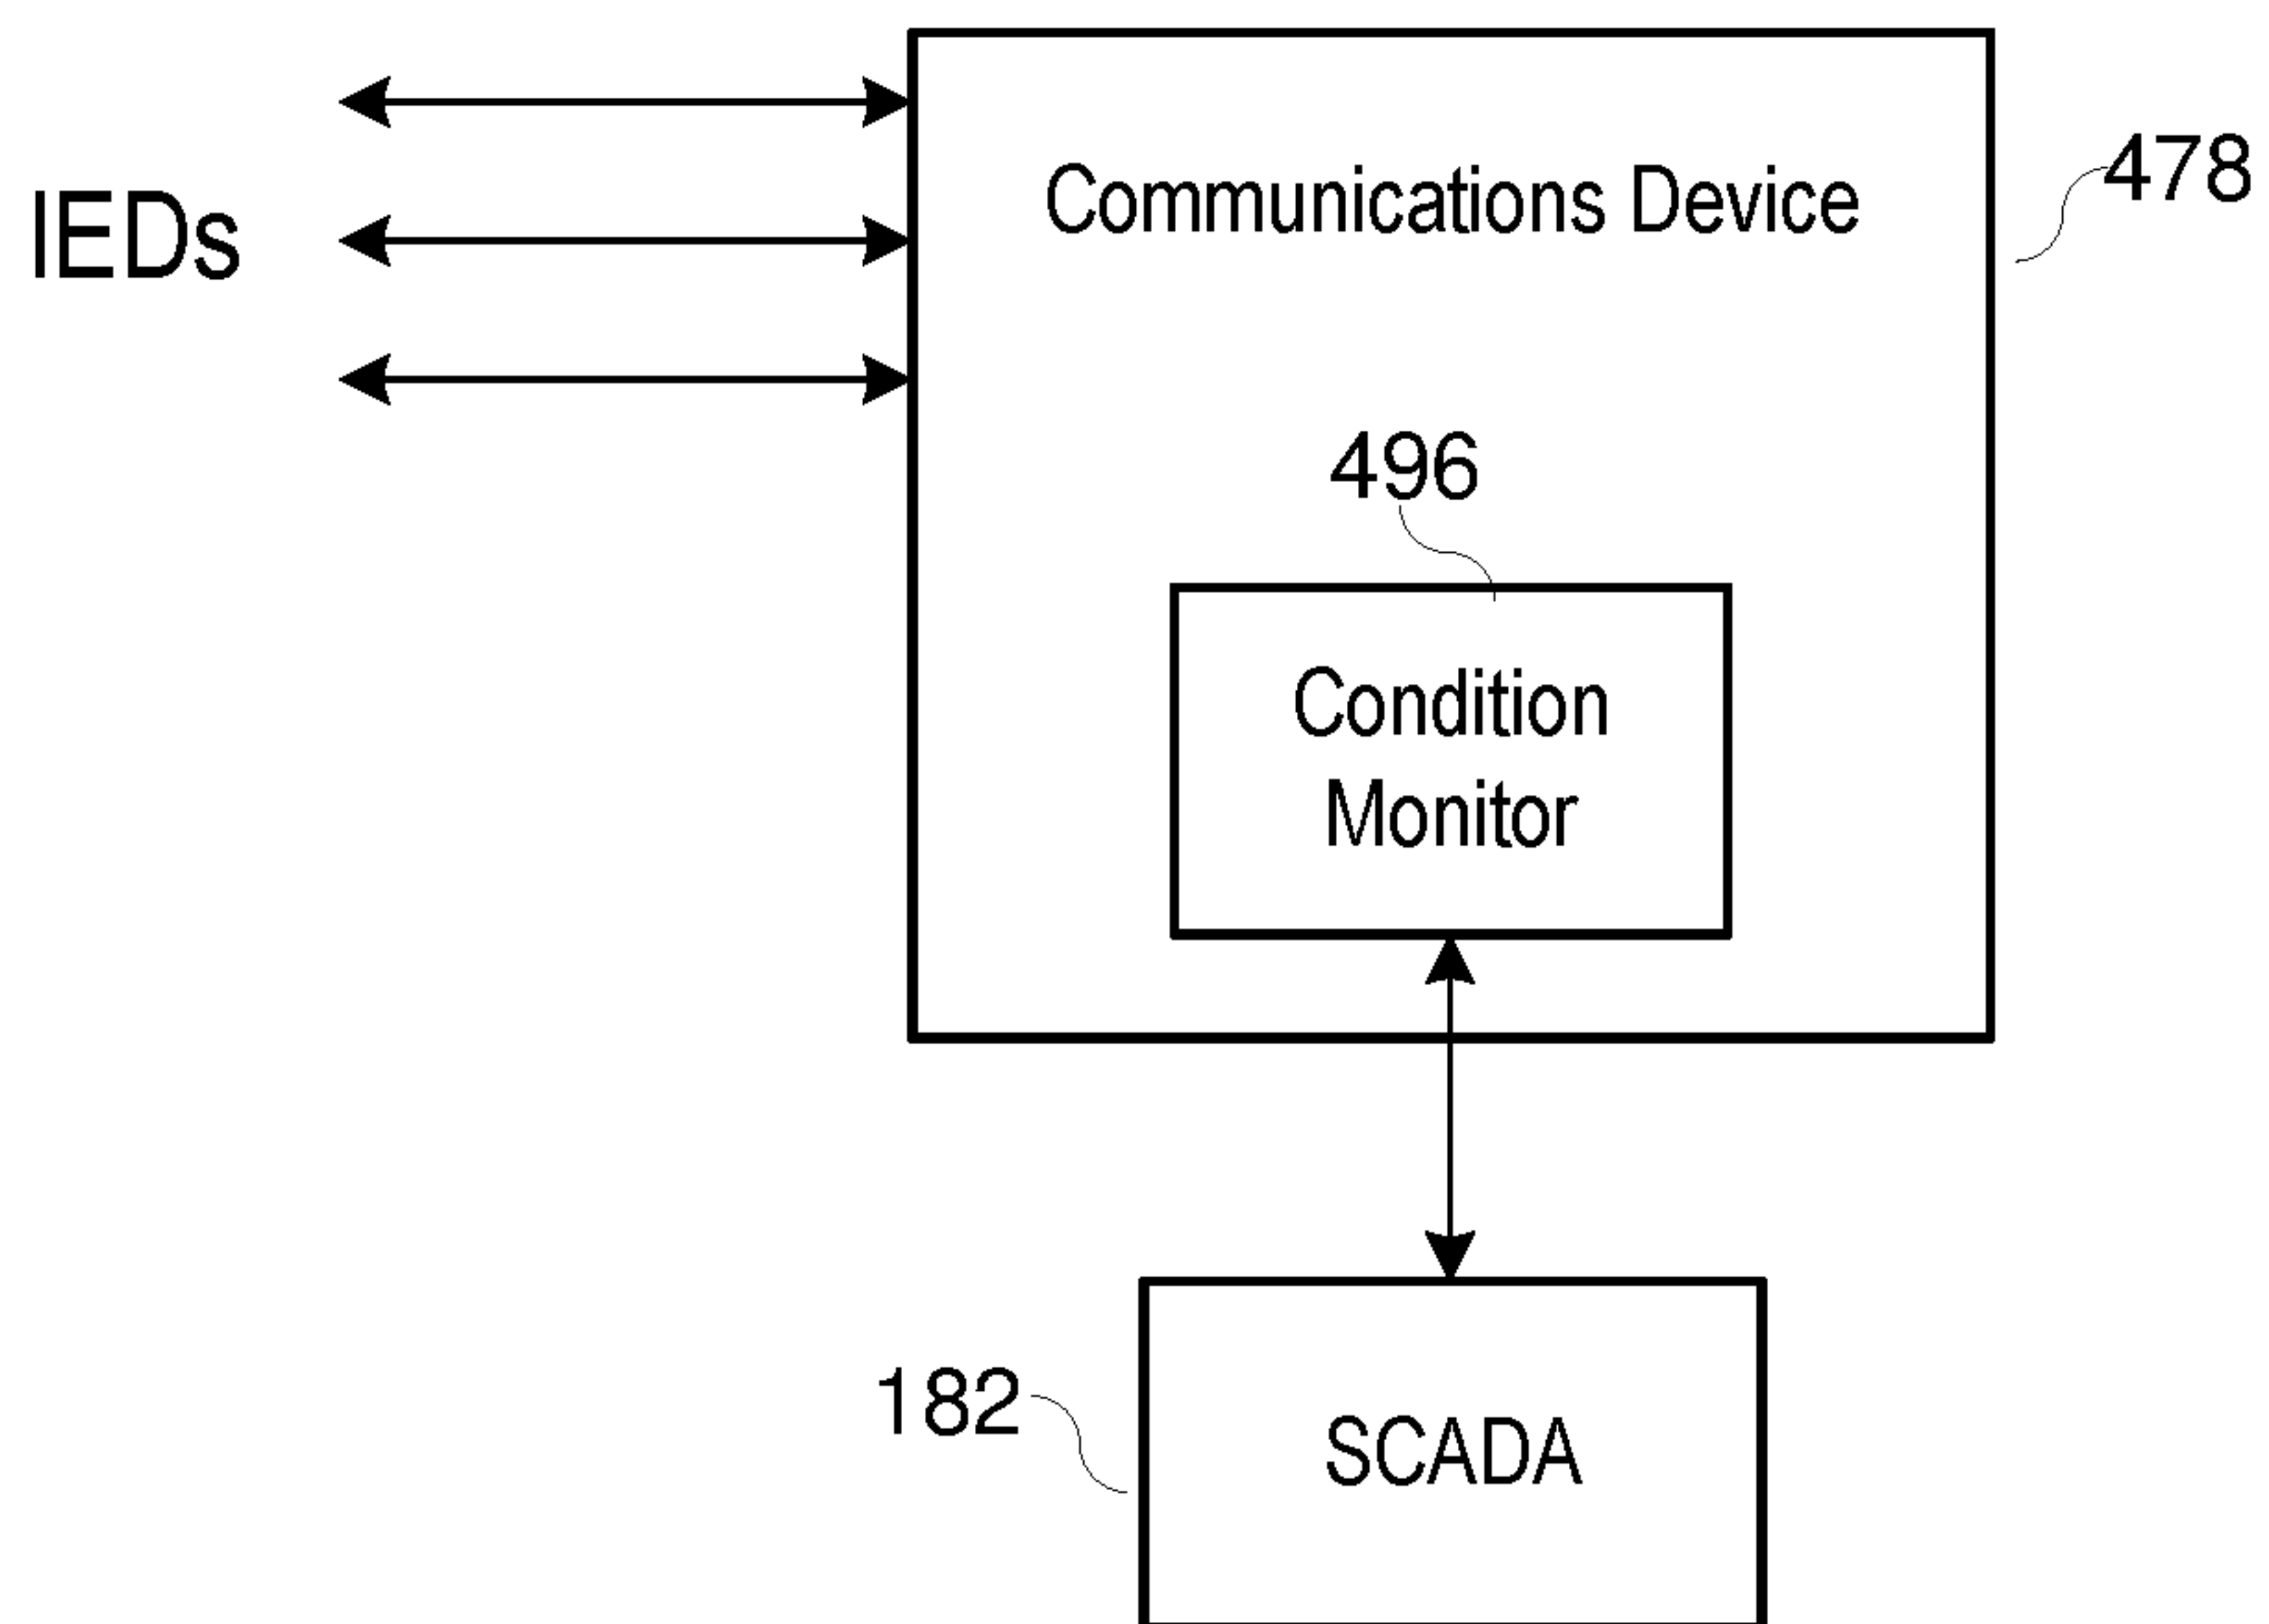 IEDs
Communications Device
478
496
Condition
Monitor
182
SCADA